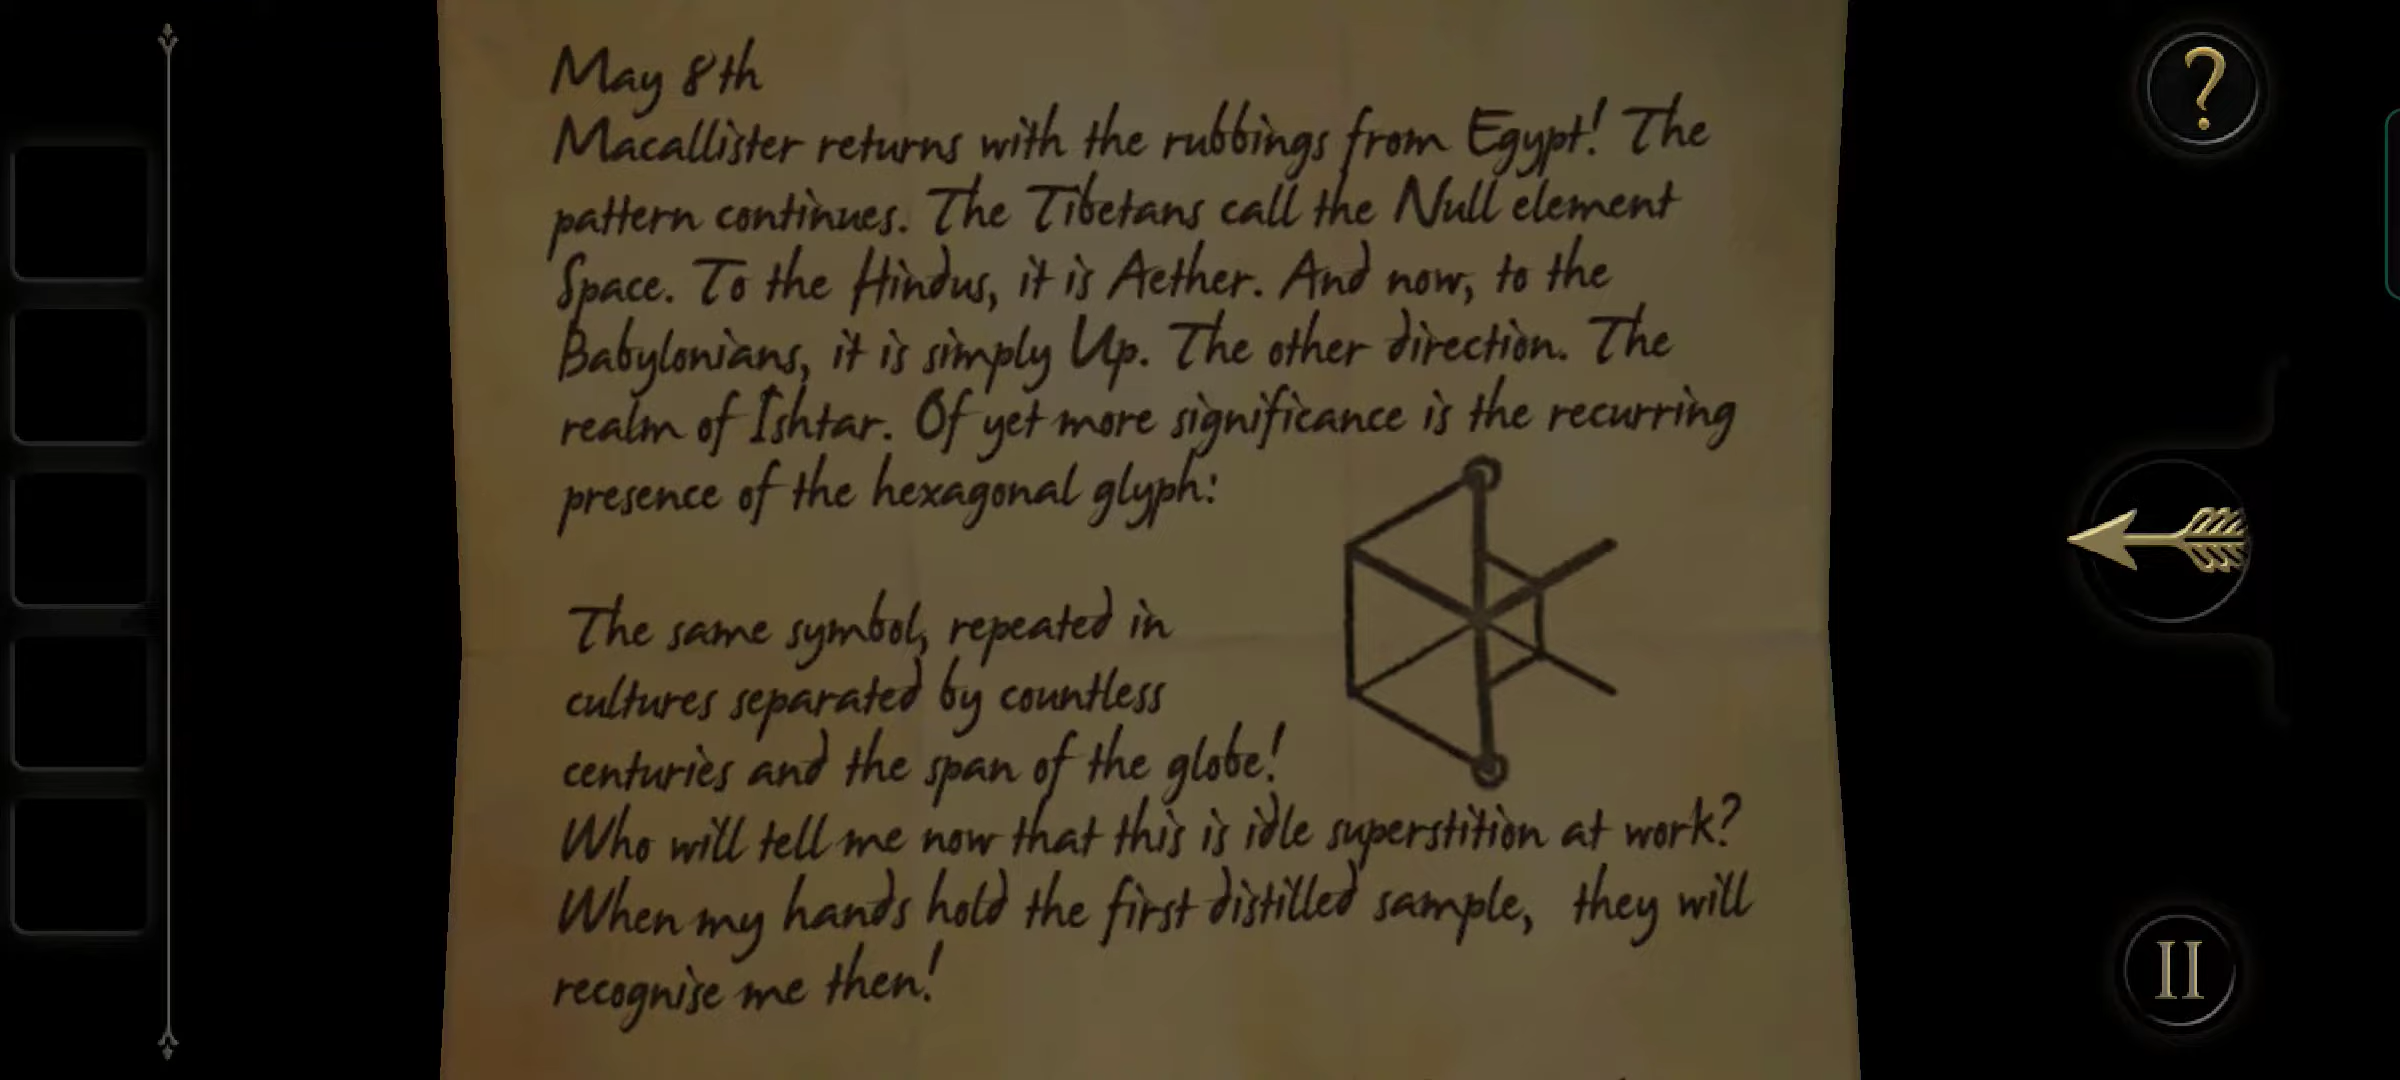 May 8th
Macallister returns with the rubbings from Egypt! The
pattern continues. The Tibetans call the Null element
Space. To the Hindus, it is Aether. And now, to the
Babylonians, it is simply Up. The other direction. The
realm of Ishtar. Of yet more significance is the recurring
presence of the hexagonal glyph:
The same symbol, repeated in
cultures separated by countless
centuries and the span of the globe!
Who will tell me now that this is idle superstition at work?
When my hands hold the first distilled sample, they will
recognise me then!
?
II